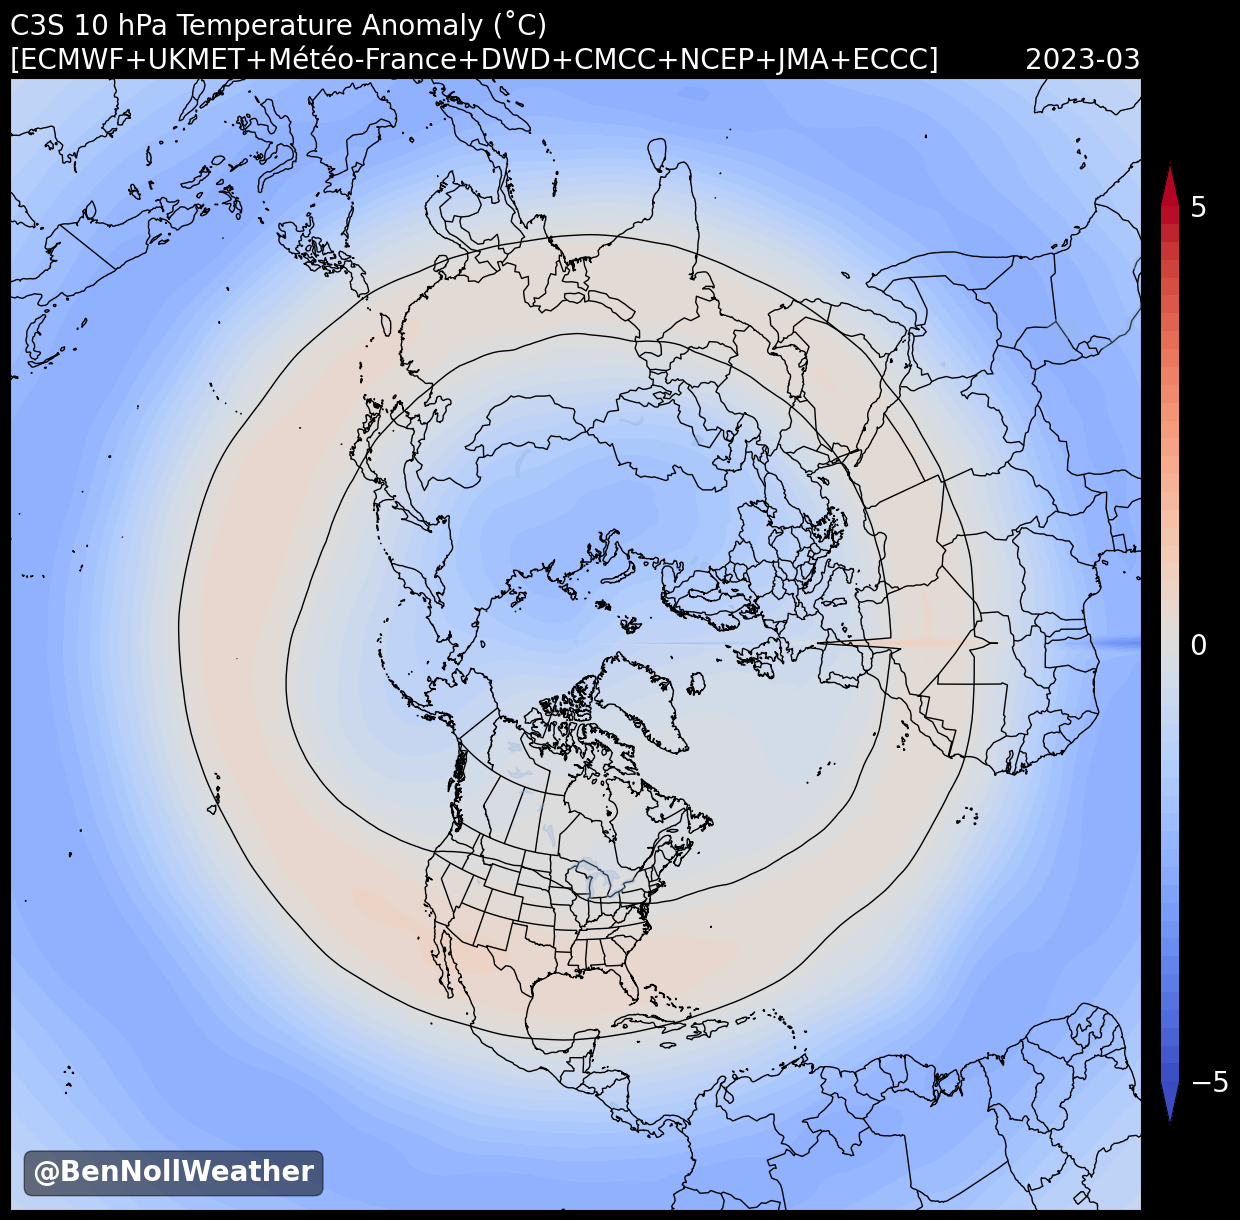 C3S 10 hPa Temperature Anomaly (˚C)
[ECMWF+UKMET+Météo-France+DWD+CMCC+NCEP+JMA+ECCC] 2023-03
5
0
−5
@BenNollWeather